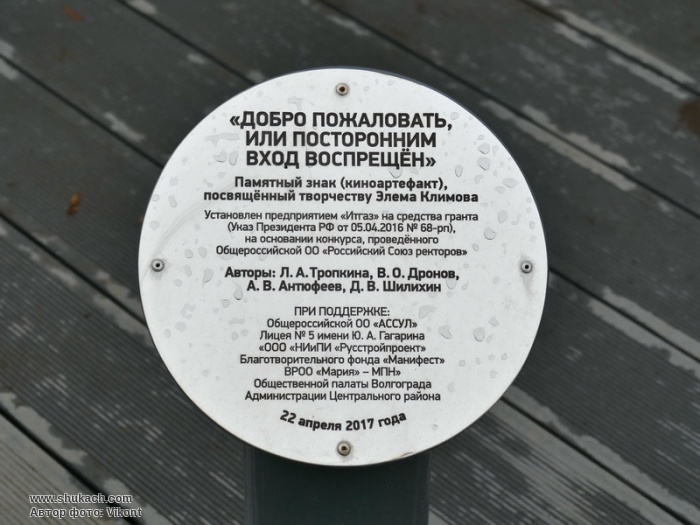 «ДОБРО ПОЖАЛОВАТЬ,
ИЛИ ПОСТОРОННИМ
ВХОД ВОСПРЕЩЁН»
Памятный знак (киноартефакт),
посвящённый творчеству Элема Климова
Установлен предприятием «Итгаз» на средства гранта
(Указ Президента РФ от 05.04.2016 № 68-рп),
на основании конкурса, проведённого
Общероссийской ОО «Российский Союз ректоров»
Авторы: Л. А. Тропкина, В. О. Дронов,
А. В. Антюфеев, Д. В. Шилихин
ПРИ ПОДДЕРЖКЕ:
Общероссийской ОО «АССУЛ»
Лицея № 5 имени Ю. А. Гагарина
«ООО «НИиПИ «Русстройпроект»
Благотворительного фонда «Манифест»
ВРОО «Мария» – МПН»
Общественной палаты Волгограда
Администрации Центрального района
22 апреля 2017 года
www.shukach.com
Автор фото: Vikont